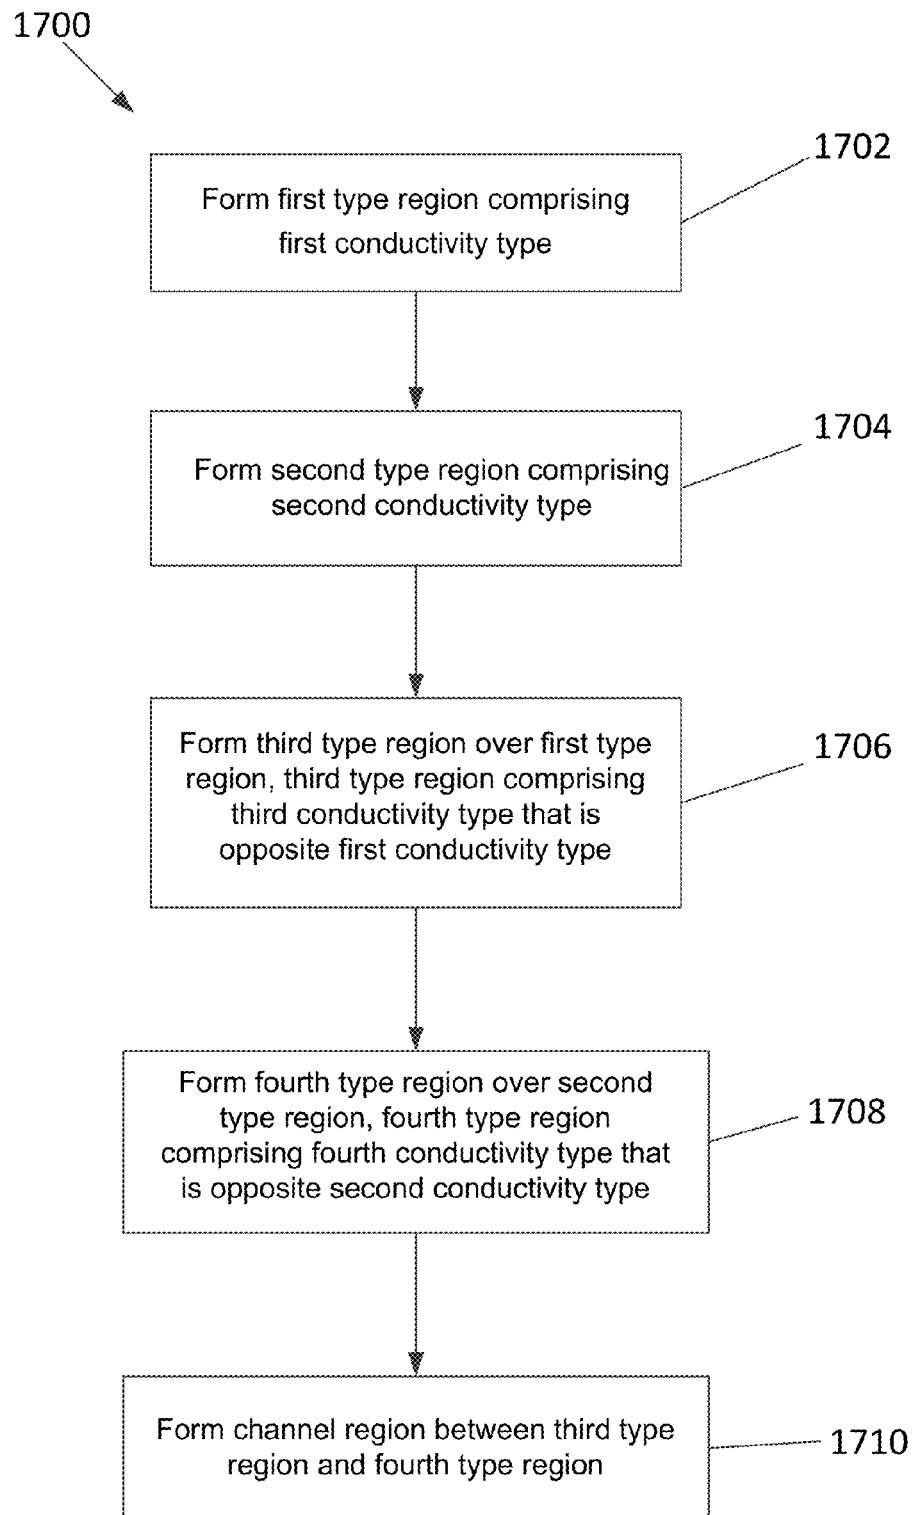 1700
1702
Form first type region comprising
first conductivity type
1704
Form second type region comprising
second conductivity type
1706
Form third type region over first type
region, third type region comprising
third conductivity type that is
opposite first conductivity type
Form fourth type region over second
type region, fourth type region
comprising fourth conductivity type that
is opposite second conductivity type
1708
Form channel region between third type
region and fourth type region
1710